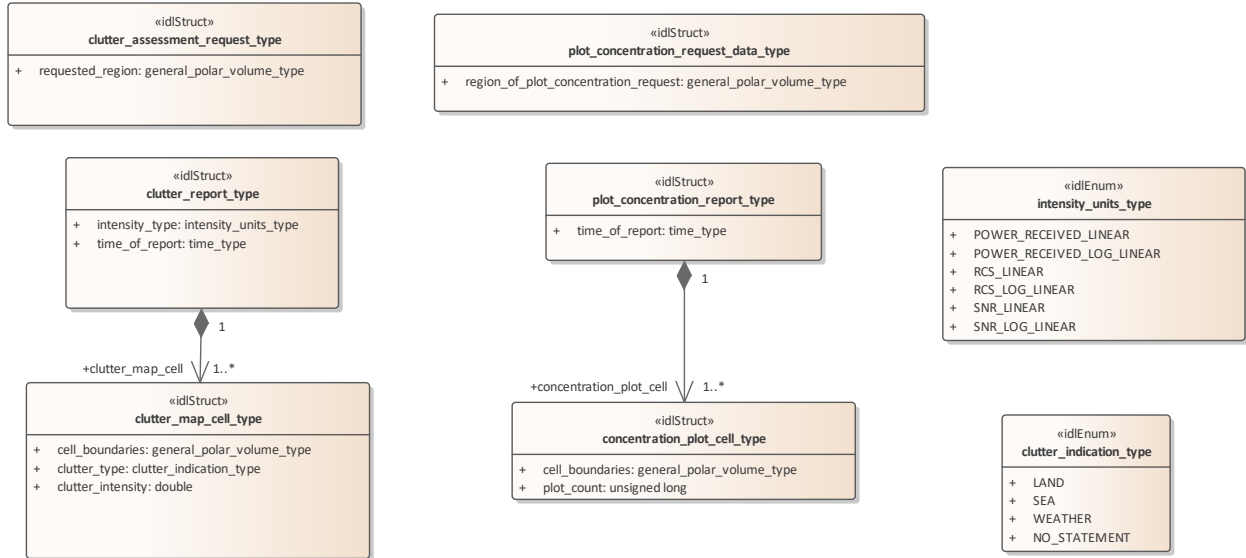 «idlStruct»
clutter_assessment_request_type
+ requested_region: general_polar_volume_type
«idlStruct»
plot_concentration_request_data_type
+ region_of_plot_concentration_request: general_polar_volume_type
«idlStruct»
clutter_report_type
+ intensity_type: intensity_units_type
+ time_of_report: time_type
1
+clutter_map_cell
1..*
«idlStruct»
clutter_map_cell_type
+ cell_boundaries: general_polar_volume_type
+ clutter_type: clutter_indication_type
+ clutter_intensity: double
«idlStruct»
plot_concentration_report_type
+ time_of_report: time_type
1
+concentration_plot_cell
1..*
«idlStruct»
concentration_plot_cell_type
+ cell_boundaries: general_polar_volume_type
+ plot_count: unsigned long
«idlEnum»
intensity_units_type
+ POWER_RECEIVED_LINEAR
+ POWER_RECEIVED_LOG_LINEAR
+ RCS_LINEAR
+ RCS_LOG_LINEAR
+ SNR_LINEAR
+ SNR_LOG_LINEAR
«idlEnum»
clutter_indication_type
+ LAND
+ SEA
+ WEATHER
+ NO_STATEMENT